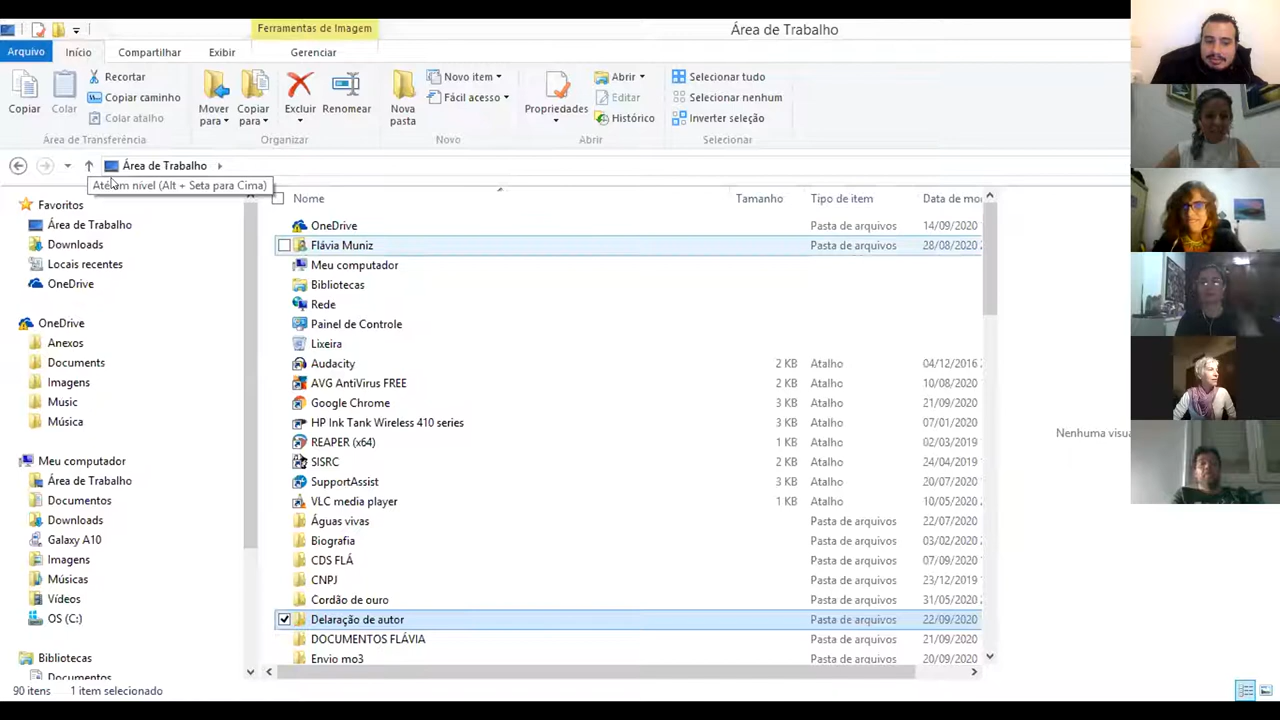 Ferramentas de Imagem
Área de Trabalho
Arquivo
Início
Compartilhar
Exibir
Gerenciar
Copiar
Colar
Recortar
Copiar caminho
Colar atalho
Área de Transferência
Mover para
Copiar para
Excluir
Renomear
Organizar
Nova pasta
Novo item
Fácil acesso
Novo
Propriedades
Abrir
Editar
Histórico
Abrir
Selecionar tudo
Selecionar nenhum
Inverter seleção
Selecionar
Área de Trabalho
Até um nível (Alt + Seta para Cima)
Favoritos
Área de Trabalho
Downloads
Locais recentes
OneDrive
OneDrive
Anexos
Documents
Imagens
Music
Música
Meu computador
Área de Trabalho
Documentos
Downloads
Galaxy A10
Imagens
Músicas
Vídeos
OS (C:)
Bibliotecas
Documentos
Nome Tamanho Tipo de item Data de mo
OneDrive Pasta de arquivos 14/09/2020
Flávia Muniz Pasta de arquivos 28/08/2020
Meu computador
Bibliotecas
Rede
Painel de Controle
Lixeira
Audacity 2 KB Atalho 04/12/2016
AVG AntiVirus FREE 2 KB Atalho 10/08/2020
Google Chrome 3 KB Atalho 21/09/2020
HP Ink Tank Wireless 410 series 3 KB Atalho 07/01/2020
REAPER (x64) 1 KB Atalho 02/03/2019
SISRC 2 KB Atalho 24/04/2019
SupportAssist 3 KB Atalho 20/07/2020
VLC media player 1 KB Atalho 10/05/2020
Águas vivas Pasta de arquivos 22/07/2020
Biografia Pasta de arquivos 03/02/2020
CDS FLÁ Pasta de arquivos 07/09/2020
CNPJ Pasta de arquivos 23/12/2019
Cordão de ouro Pasta de arquivos 31/05/2020
Delaração de autor Pasta de arquivos 22/09/2020
DOCUMENTOS FLÁVIA Pasta de arquivos 21/09/2020
Envio mo3 Pasta de arquivos 20/09/2020
Nenhuma visua
90 itens 1 item selecionado